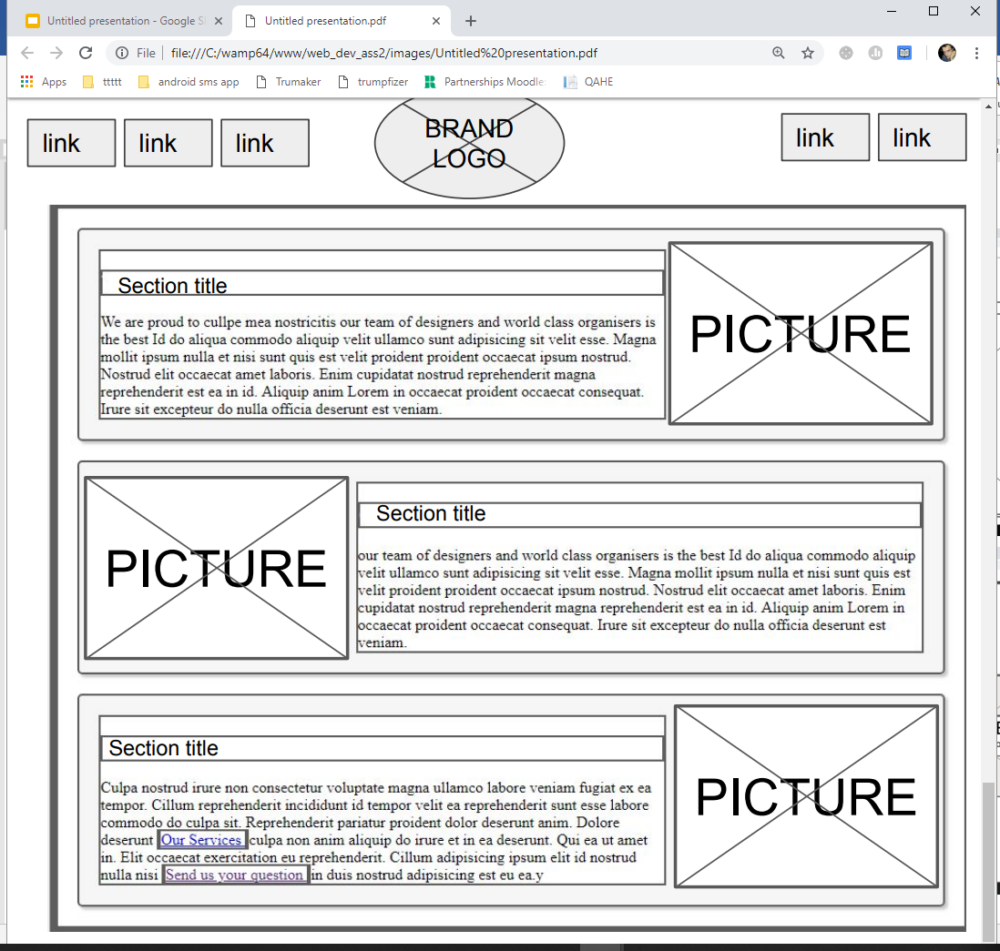 Untitled presentation - Google Sl
Untitled presentation.pdf
File
file:///C:/wamp64/www/web_dev_ass2/images/Untitled%20presentation.pdf
Apps
ttttt
android sms app
Trumaker
trumpfizer
Partnerships Moodle:
QAHE
link
link
link
BRAND
LOGO
link
link
Section title
We are proud to cullpe mea nostricitis our team of designers and world class organisers is
the best Id do aliqua commodo aliquip velit ullamco sunt adipisicing sit velit esse. Magna
mollit ipsum nulla et nisi sunt quis est velit proident proident occaecat ipsum nostrud.
Nostrud elit occaecat amet laboris. Enim cupidatat nostrud reprehenderit magna
reprehenderit est ea in id. Aliquip anim Lorem in occaecat proident occaecat consequat.
Irure sit excepteur do nulla officia deserunt est veniam.
PICTURE
PICTURE
Section title
our team of designers and world class organisers is the best Id do aliqua commodo aliquip
velit ullamco sunt adipisicing sit velit esse. Magna mollit ipsum nulla et nisi sunt quis est
velit proident proident occaecat ipsum nostrud. Nostrud elit occaecat amet laboris. Enim
cupidatat nostrud reprehenderit magna reprehenderit est ea in id. Aliquip anim Lorem in
occaecat proident occaecat consequat. Irure sit excepteur do nulla officia deserunt est
veniam.
Section title
Culpa nostrud irure non consectetur voluptate magna ullamco labore veniam fugiat ex ea
tempor. Cillum reprehenderit incididunt id tempor velit ea reprehenderit sunt esse labore
commodo do culpa sit. Reprehenderit pariatur proident dolor deserunt anim. Dolore
deserunt Our Services culpa non anim aliquip do irure et in ea deserunt. Qui ea ut amet
in. Elit occaecat exercitation eu reprehenderit. Cillum adipisicing ipsum elit id nostrud
nulla nisi Send us your question in duis nostrud adipisicing est eu ea.y
PICTURE